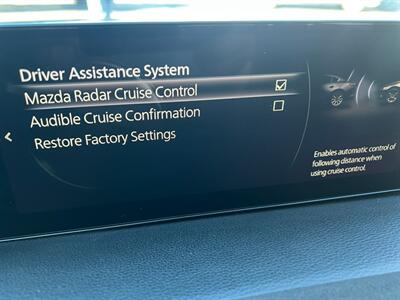 Driver Assistance System
Mazda Radar Cruise Control
Audible Cruise Confirmation
Restore Factory Settings
Enables automatic control of
following distance when
using cruise control.